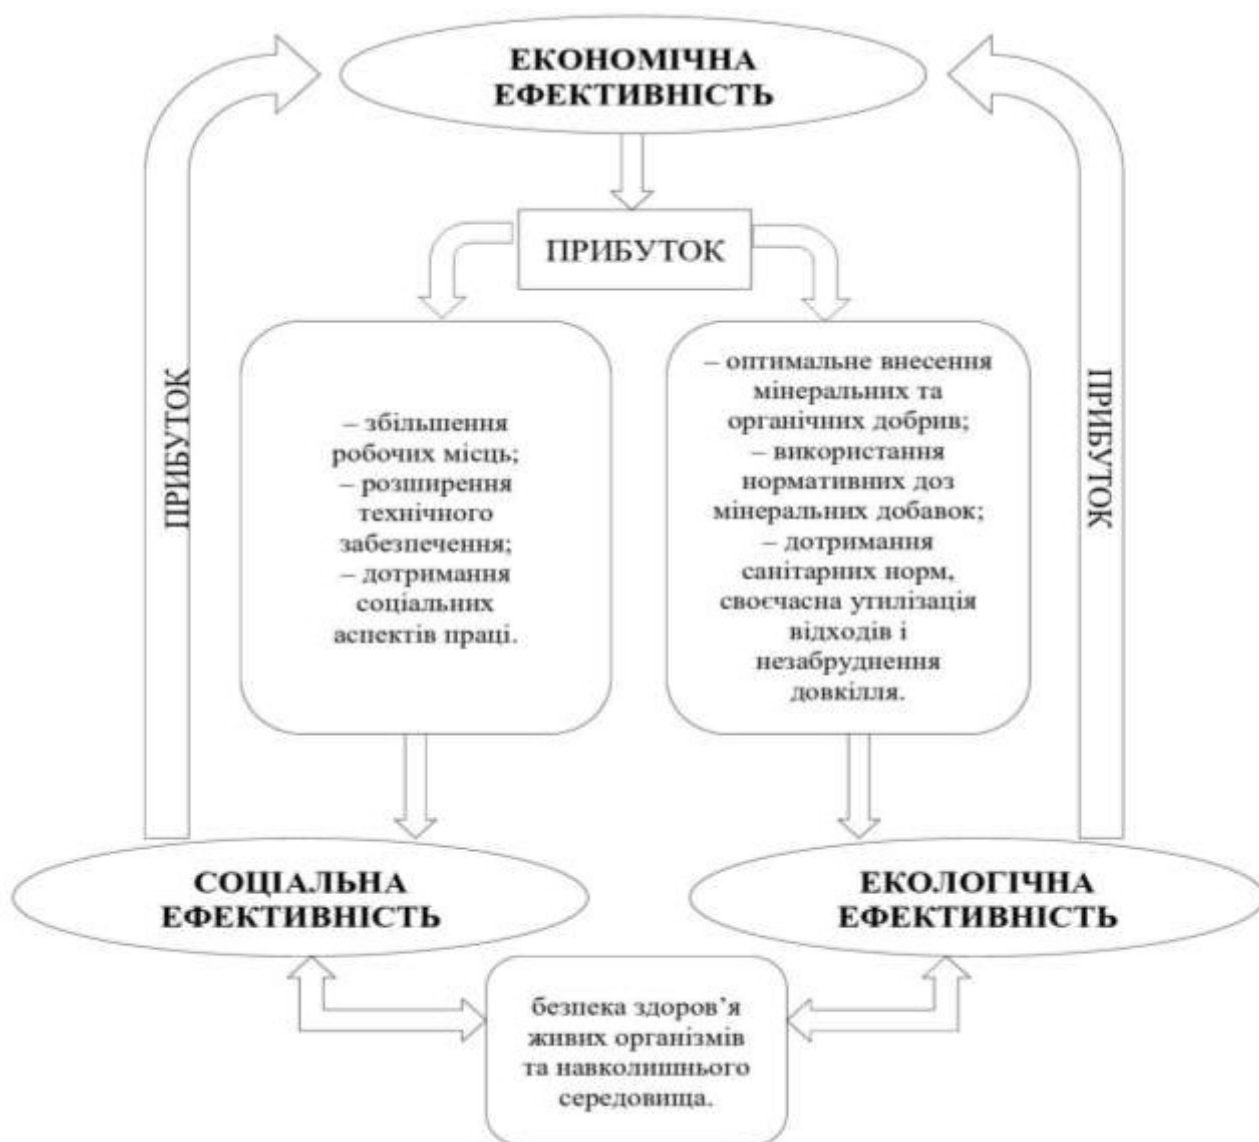 ЕКОНОМІЧНА
ЕФЕКТИВНІСТЬ
ПРИБУТОК
ПРИБУТОК
– збільшення
робочих місць;
– розширення
технічного
забезпечення;
– дотримання
соціальних
аспектів праці.
– оптимальне внесення
мінеральних та
органічних добрив;
– використання
нормативних доз
мінеральних добавок;
– дотримання
санітарних норм,
своєчасна утилізація
відходів і
незабруднення
довкілля.
ПРИБУТОК
СОЦІАЛЬНА
ЕФЕКТИВНІСТЬ
ЕКОЛОГІЧНА
ЕФЕКТИВНІСТЬ
безпека здоров’я
живих організмів
та навколишнього
середовища.